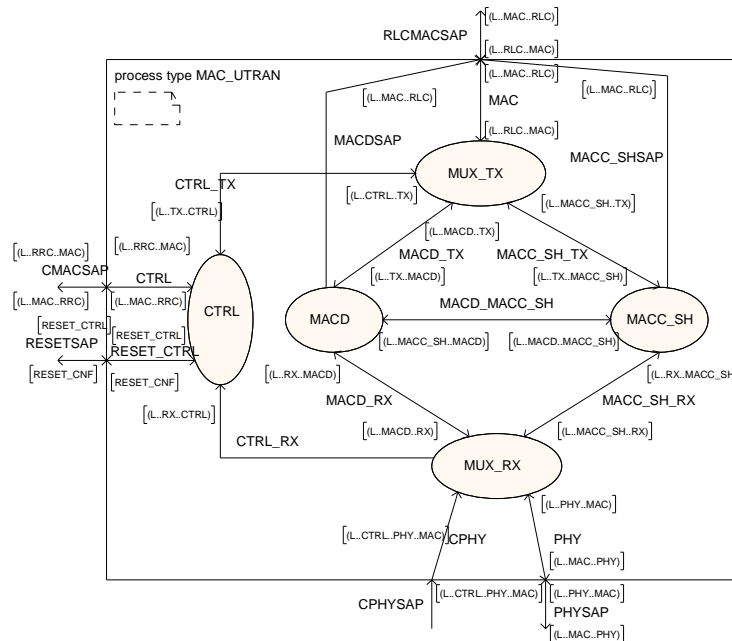 [(L..MAC..RLC)]
RLCMACSAP
[(L..RLC..MAC)]
[(L..MAC..RLC)]
process type MAC_UTRAN
[(L..MAC..RLC)]
MAC
[(L..MAC..RLC)]
[(L..RLC..MAC)]
MACDSAP
MACC_SHSAP
MUX_TX
CTRL_TX
[(L..CTRL..TX)]
[(L..TX..CTRL)]
[(L..MACC_SH..TX)]
[(L..MACD..TX)]
[(L..RRC..MAC)]
[(L..RRC..MAC)]
MACD_TX
MACC_SH_TX
CMACSAP
CTRL
[(L..TX..MACD)]
[(L..TX..MACC_SH)]
[(L..MAC..RRC)]
[(L..MAC..RRC)]
CTRL
MACD_MACC_SH
MACD
MACC_SH
[RESET_CTRL]
[RESET_CTRL]
[(L..MACC_SH..MACD)]
[(L..MACD..MACC_SH)]
RESETSAP
RESET_CTRL
[RESET_CNF]
[RESET_CNF]
[(L..RX..MACD)]
[(L..RX..MACC_SH
[(L..RX..CTRL)]
MACD_RX
MACC_SH_RX
[(L..MACD..RX)]
[(L..MACC_SH..RX)]
CTRL_RX
MUX_RX
[(L..PHY..MAC)]
[(L..CTRL..PHY..MAC)]
CPHY
PHY
[(L..MAC..PHY)]
CPHYSAP
[(L..CTRL..PHY..MAC)]
[(L..PHY..MAC)]
PHYSAP
[(L..MAC..PHY)]